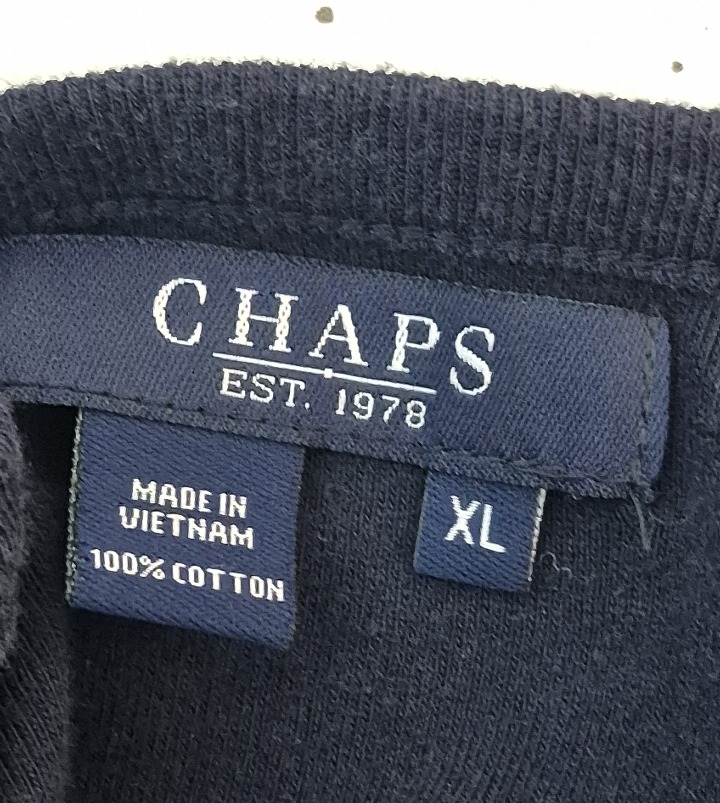 CHAPS
EST. 1978
MADE IN
VIETNAM
100% COTTON
XL